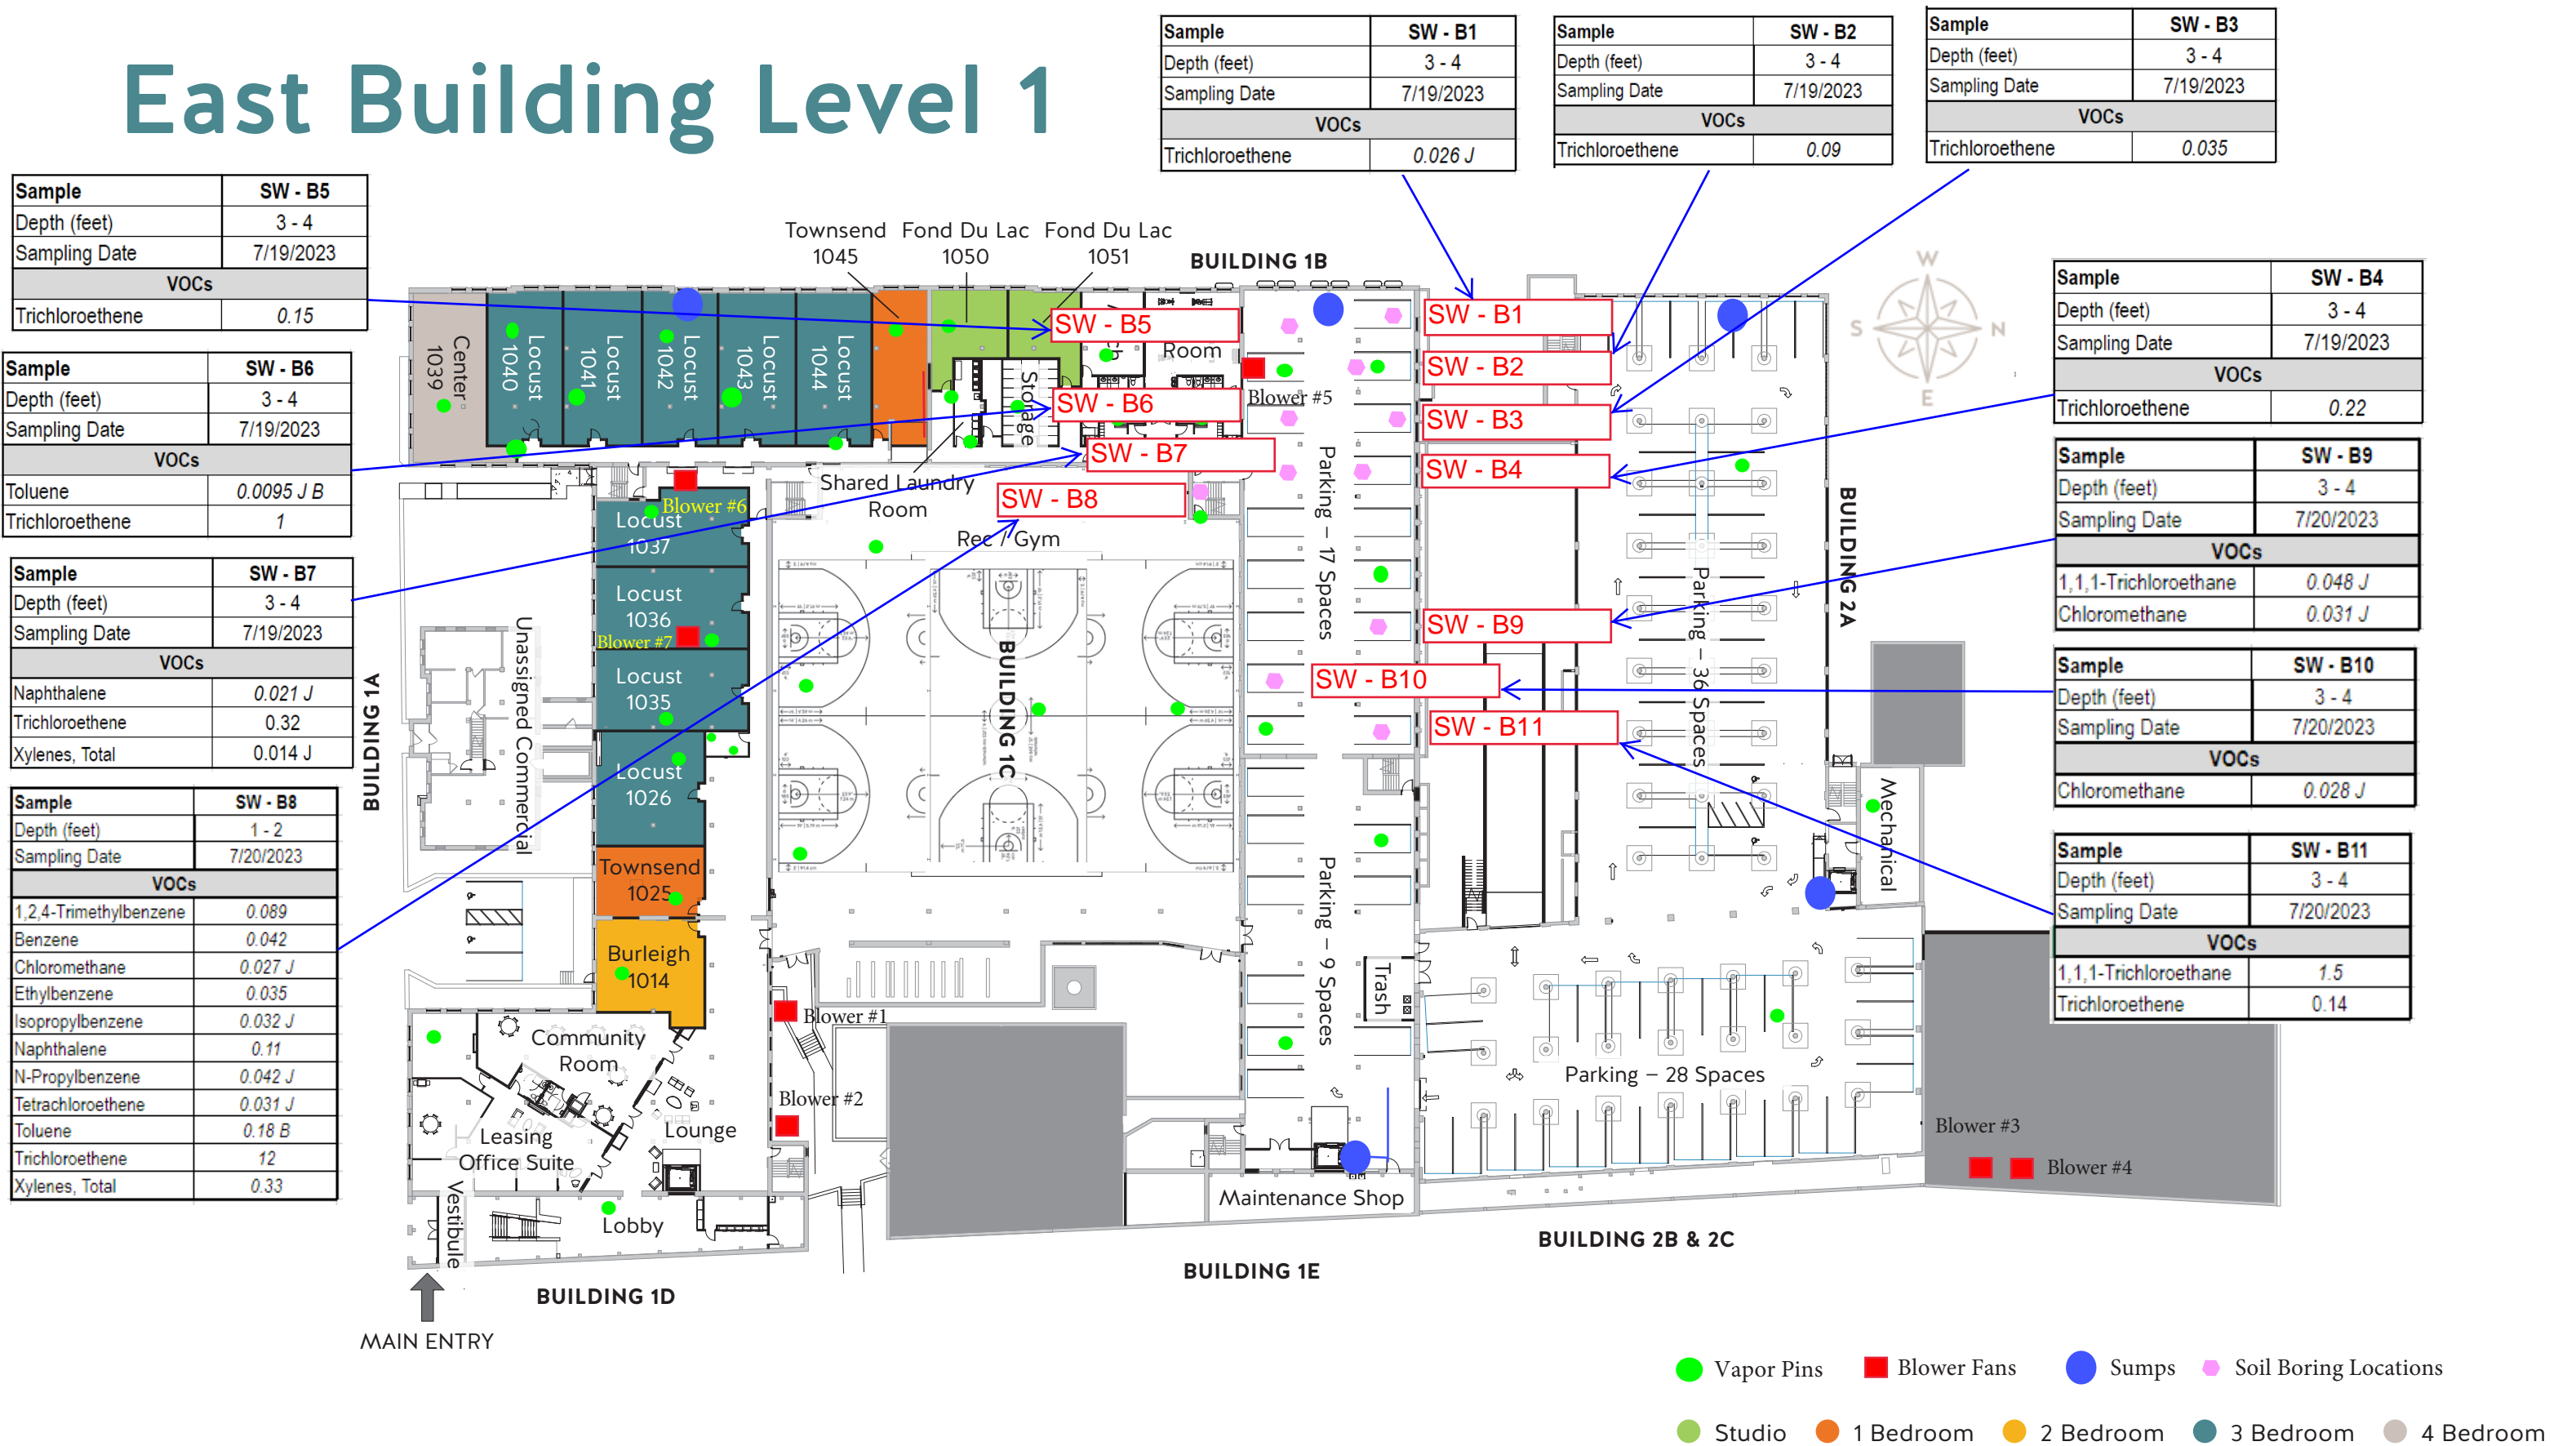 East Building Level 1
Sample SW - B1
Depth (feet) 3 - 4
Sampling Date 7/19/2023
VOCs
Trichloroethene 0.026 J
Sample SW - B2
Depth (feet) 3 - 4
Sampling Date 7/19/2023
VOCs
Trichloroethene 0.09
Sample SW - B3
Depth (feet) 3 - 4
Sampling Date 7/19/2023
VOCs
Trichloroethene 0.035
Sample SW - B5
Depth (feet) 3 - 4
Sampling Date 7/19/2023
VOCs
Trichloroethene 0.15
Sample SW - B6
Depth (feet) 3 - 4
Sampling Date 7/19/2023
VOCs
Toluene 0.0095 J B
Trichloroethene 1
Sample SW - B7
Depth (feet) 3 - 4
Sampling Date 7/19/2023
VOCs
Naphthalene 0.021 J
Trichloroethene 0.32
Xylenes, Total 0.014 J
Sample SW - B8
Depth (feet) 1 - 2
Sampling Date 7/20/2023
VOCs
1,2,4-Trimethylbenzene 0.089
Benzene 0.042
Chloromethane 0.027 J
Ethylbenzene 0.035
Isopropylbenzene 0.032 J
Naphthalene 0.11
N-Propylbenzene 0.042 J
Tetrachloroethene 0.031 J
Toluene 0.18 B
Trichloroethene 12
Xylenes, Total 0.33
Sample SW - B4
Depth (feet) 3 - 4
Sampling Date 7/19/2023
VOCs
Trichloroethene 0.22
Sample SW - B9
Depth (feet) 3 - 4
Sampling Date 7/20/2023
VOCs
1,1,1-Trichloroethane 0.048 J
Chloromethane 0.031 J
Sample SW - B10
Depth (feet) 3 - 4
Sampling Date 7/20/2023
VOCs
Chloromethane 0.028 J
Sample SW - B11
Depth (feet) 3 - 4
Sampling Date 7/20/2023
VOCs
1,1,1-Trichloroethane 1.5
Trichloroethene 0.14
Townsend
1045
Fond Du Lac
1050
Fond Du Lac
1051
BUILDING 1B
W
S
N
E
Center
1039
Locust
1040
Locust
1041
Locust
1042
Locust
1043
Locust
1044
Storage
Room
SW - B5
SW - B6
SW - B7
SW - B8
SW - B1
SW - B2
SW - B3
SW - B4
SW - B9
SW - B10
SW - B11
Blower #5
Shared Laundry
Room
Rec / Gym
Blower #6
Locust
1037
Locust
1036
Blower #7
Locust
1035
Locust
1026
Townsend
1025
Burleigh
1014
Unassigned Commercial
BUILDING 1A
BUILDING 1C
Parking – 17 Spaces
Parking – 9 Spaces
Parking – 36 Spaces
BUILDING 2A
Mechanical
Trash
Parking – 28 Spaces
Blower #1
Blower #2
Blower #3
Blower #4
Community
Room
Leasing
Office Suite
Lounge
Lobby
Vestibule
Maintenance Shop
BUILDING 2B & 2C
BUILDING 1E
BUILDING 1D
MAIN ENTRY
Vapor Pins
Blower Fans
Sumps
Soil Boring Locations
Studio
1 Bedroom
2 Bedroom
3 Bedroom
4 Bedroom